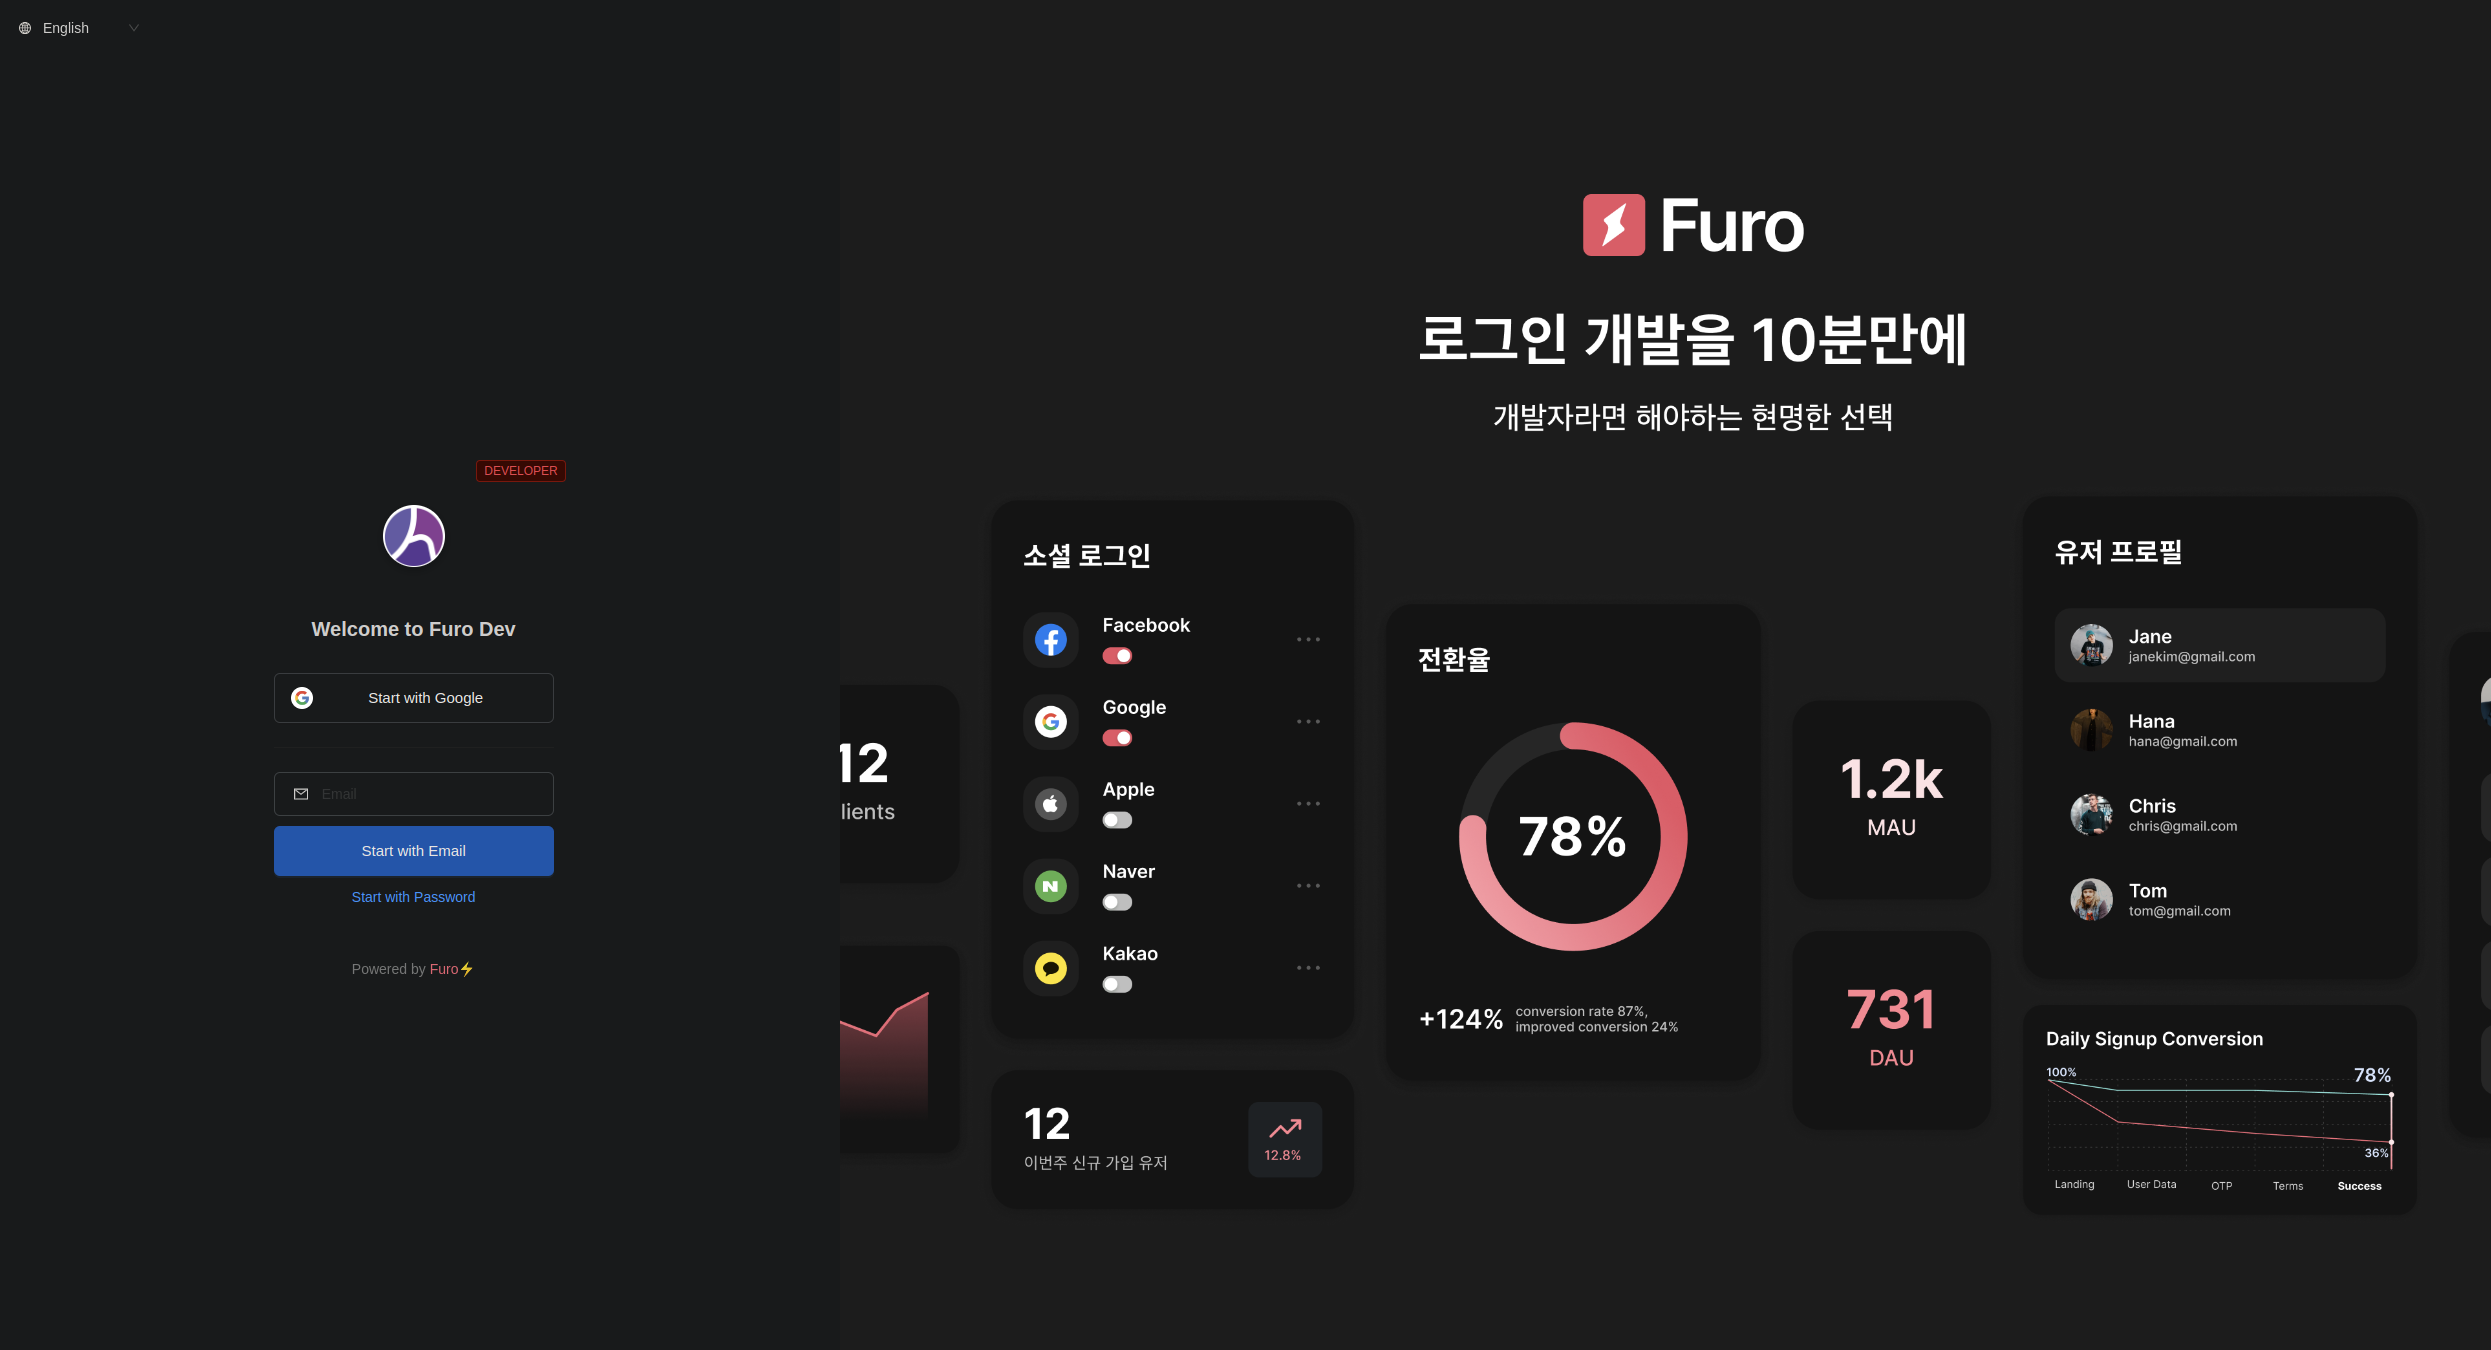 English
DEVELOPER
Welcome to Furo Dev
Start with Google
Email
Start with Email
Start with Password
Powered by Furo⚡
Furo
로그인 개발을 10분만에
개발자라면 해야하는 현명한 선택
12
lients
소셜 로그인
Facebook
Google
Apple
Naver
Kakao
12
이번주 신규 가입 유저
12.8%
전환율
78%
+124%
conversion rate 87%,
improved conversion 24%
1.2k
MAU
731
DAU
유저 프로필
Jane
janekim@gmail.com
Hana
hana@gmail.com
Chris
chris@gmail.com
Tom
tom@gmail.com
Daily Signup Conversion
100%
78%
36%
Landing User Data OTP Terms Success